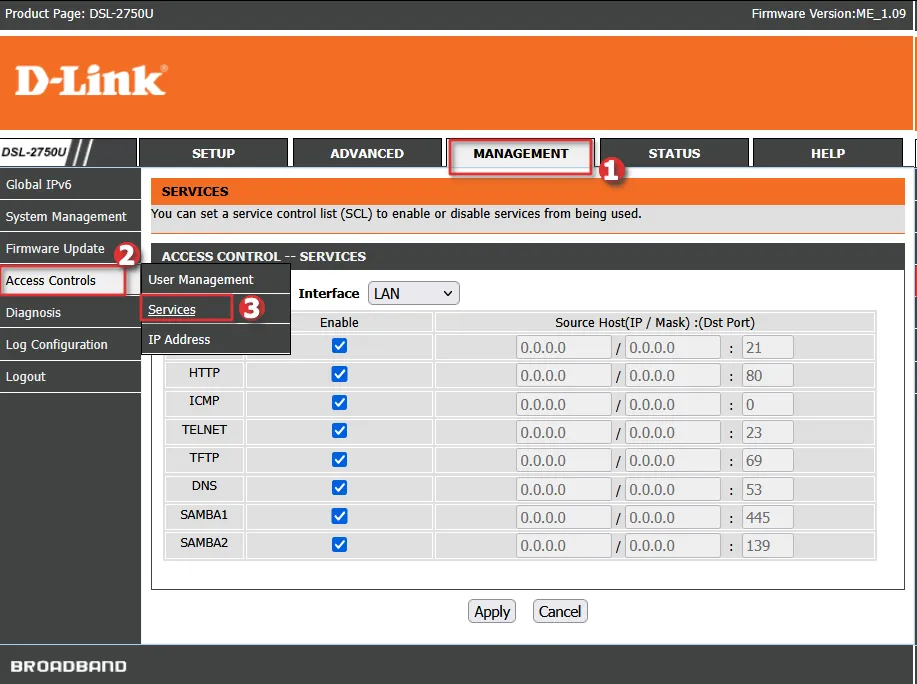 Product Page: DSL-2750U Firmware Version:ME_1.09
D-Link®
DSL-2750U SETUP ADVANCED MANAGEMENT STATUS HELP
1
Global IPv6
System Management
Firmware Update
2
Access Controls
Diagnosis
Log Configuration
Logout
User Management
Services
3
IP Address
SERVICES
You can set a service control list (SCL) to enable or disable services from being used.
ACCESS CONTROL -- SERVICES
Interface LAN
Enable Source Host(IP / Mask) :(Dst Port)
0.0.0.0 / 0.0.0.0 : 21
HTTP 0.0.0.0 / 0.0.0.0 : 80
ICMP 0.0.0.0 / 0.0.0.0 : 0
TELNET 0.0.0.0 / 0.0.0.0 : 23
TFTP 0.0.0.0 / 0.0.0.0 : 69
DNS 0.0.0.0 / 0.0.0.0 : 53
SAMBA1 0.0.0.0 / 0.0.0.0 : 445
SAMBA2 0.0.0.0 / 0.0.0.0 : 139
Apply Cancel
BROADBAND